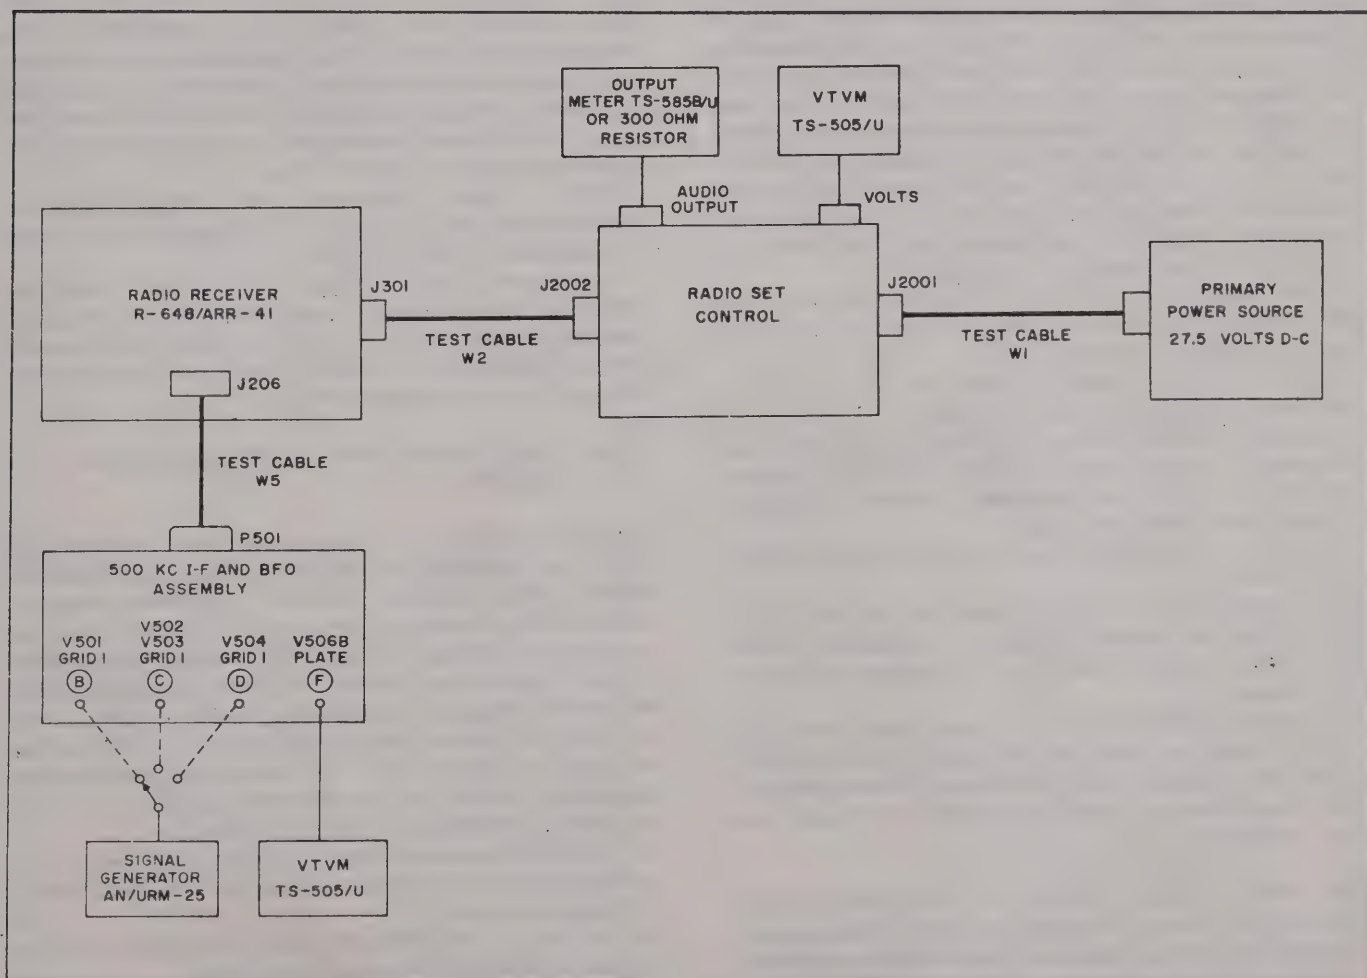 OUTPUT
METER TS-585B/U
OR 300 OHM
RESISTOR
VTVM
TS-505/U
AUDIO
OUTPUT
VOLTS
RADIO RECEIVER
R-648/ARR-41
J301
J2002
RADIO SET
CONTROL
J2001
PRIMARY
POWER SOURCE
27.5 VOLTS D-C
TEST CABLE
W2
TEST CABLE
W1
J206
TEST CABLE
W5
P501
500 KC I-F AND BFO
ASSEMBLY
V501
GRID 1
B
V502
V503
GRID 1
C
V504
GRID 1
D
V506B
PLATE
F
SIGNAL
GENERATOR
AN/URM-25
VTVM
TS-505/U